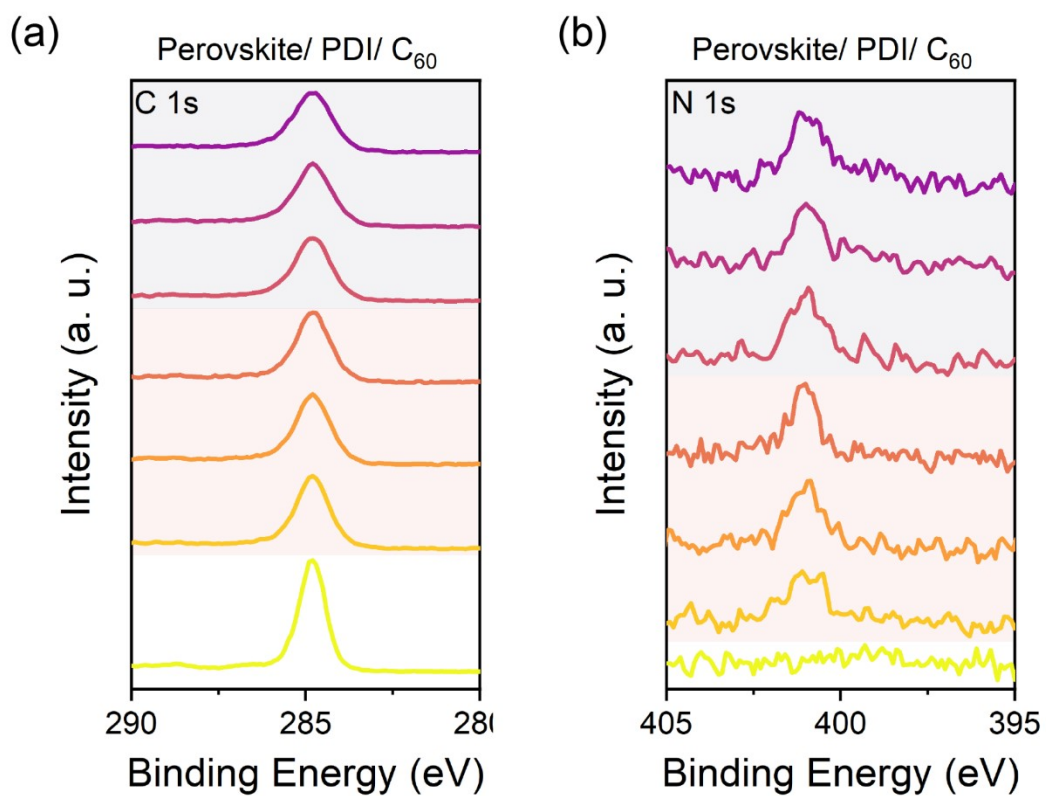 (a)
Perovskite/ PDI/ C₆₀
C 1s
Intensity (a. u.)
290
285
28
Binding Energy (eV)
(b)
Perovskite/ PDI/ C₆₀
N 1s
Intensity (a. u.)
405
400
395
Binding Energy (eV)